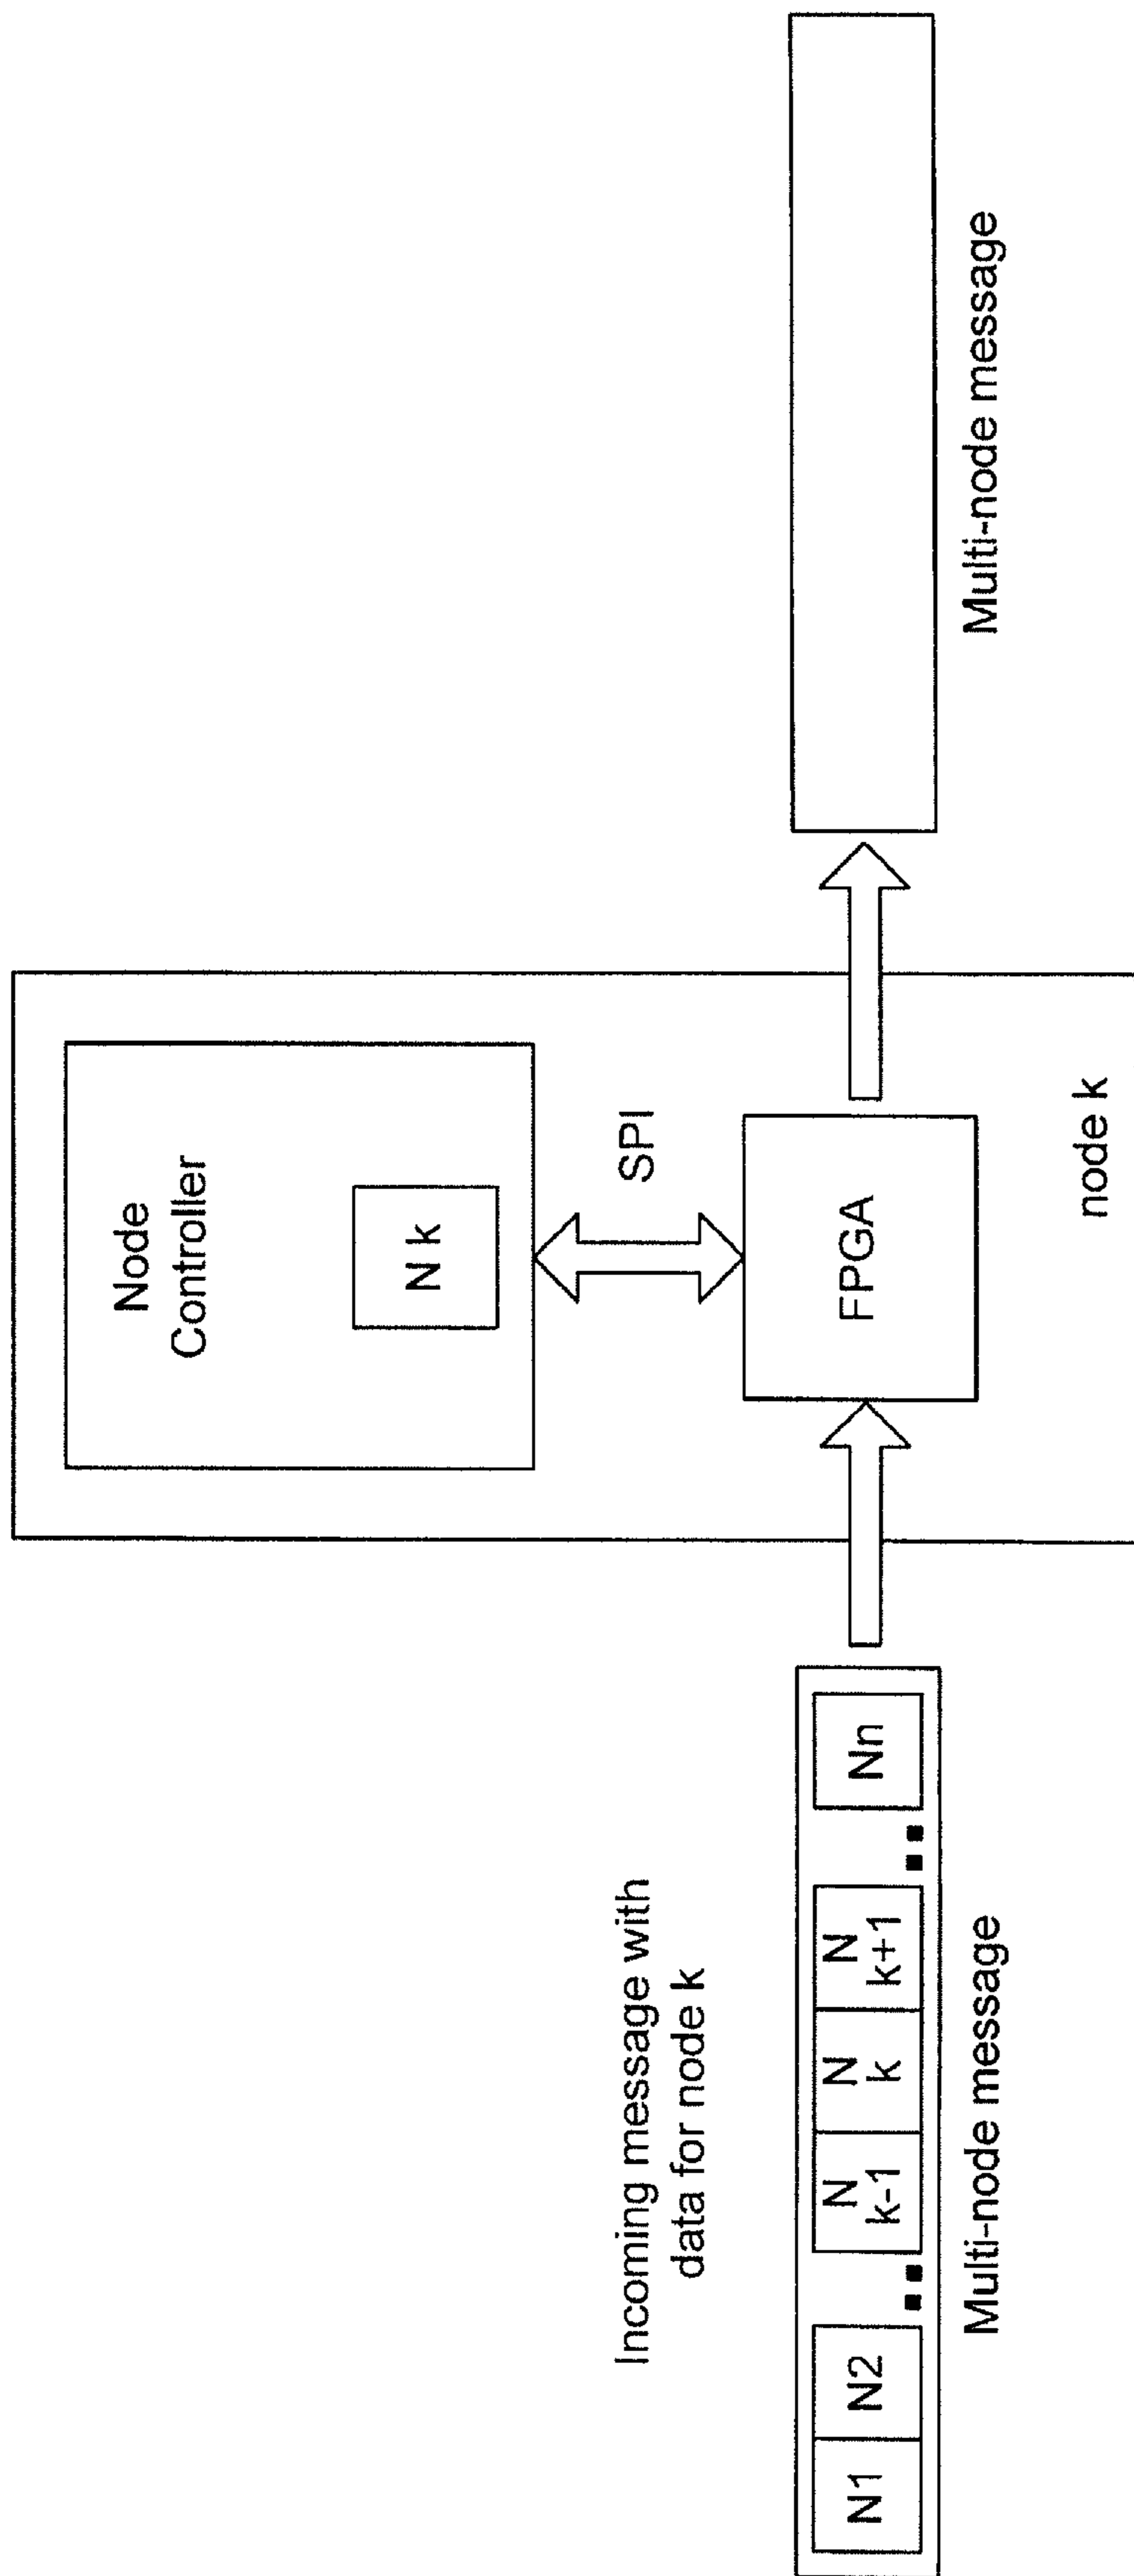 Incoming message with
data for node k
N1
N2
N
k-1
N
k
N
k+1
Nn
Multi-node message
Node
Controller
N k
SPI
FPGA
node k
Multi-node message